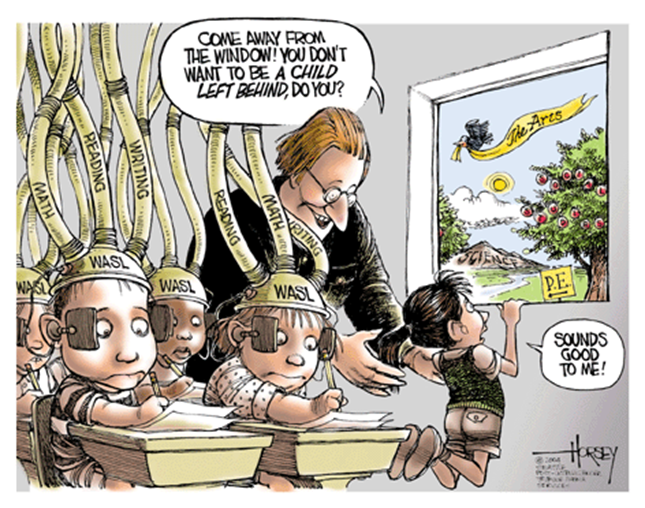 COME AWAY FROM
THE WINDOW! YOU DON'T
WANT TO BE A CHILD
LEFT BEHIND, DO YOU?
The Arts
SCIENCE
P.E.
SOUNDS
GOOD
TO ME!
MATH
READING
WRITING
READING
MATH
WRITING
WASL
WASL
WASL
WASL
HORSEY